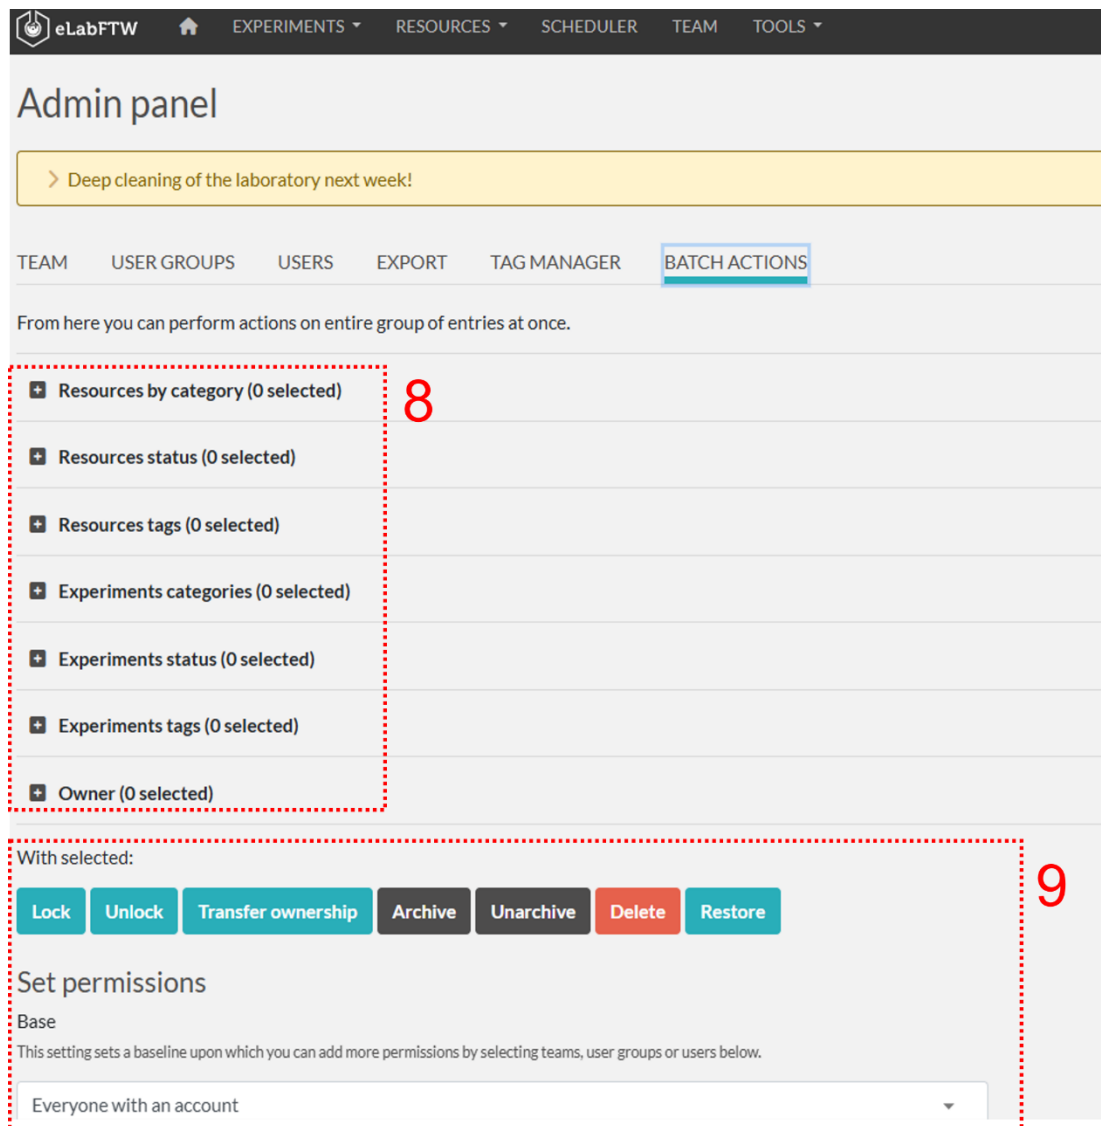 eLabFTW EXPERIMENTS RESOURCES SCHEDULER TEAM TOOLS
Admin panel
Deep cleaning of the laboratory next week!
TEAM USER GROUPS USERS EXPORT TAG MANAGER BATCH ACTIONS
From here you can perform actions on entire group of entries at once.
Resources by category (0 selected)
8
Resources status (0 selected)
Resources tags (0 selected)
Experiments categories (0 selected)
Experiments status (0 selected)
Experiments tags (0 selected)
Owner (0 selected)
With selected:
9
Lock Unlock Transfer ownership Archive Unarchive Delete Restore
Set permissions
Base
This setting sets a baseline upon which you can add more permissions by selecting teams, user groups or users below.
Everyone with an account